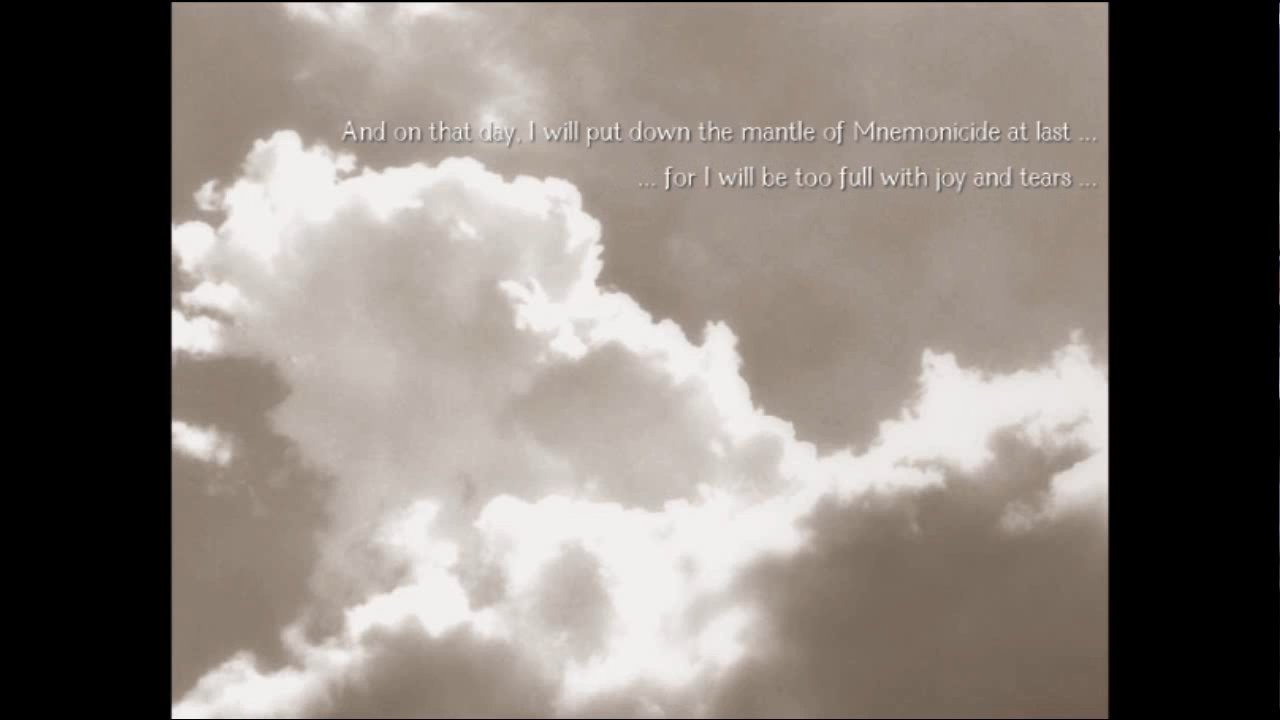 And on that day, I will put down the mantle of Mnemonicide at last ...
... for I will be too full with joy and tears ...